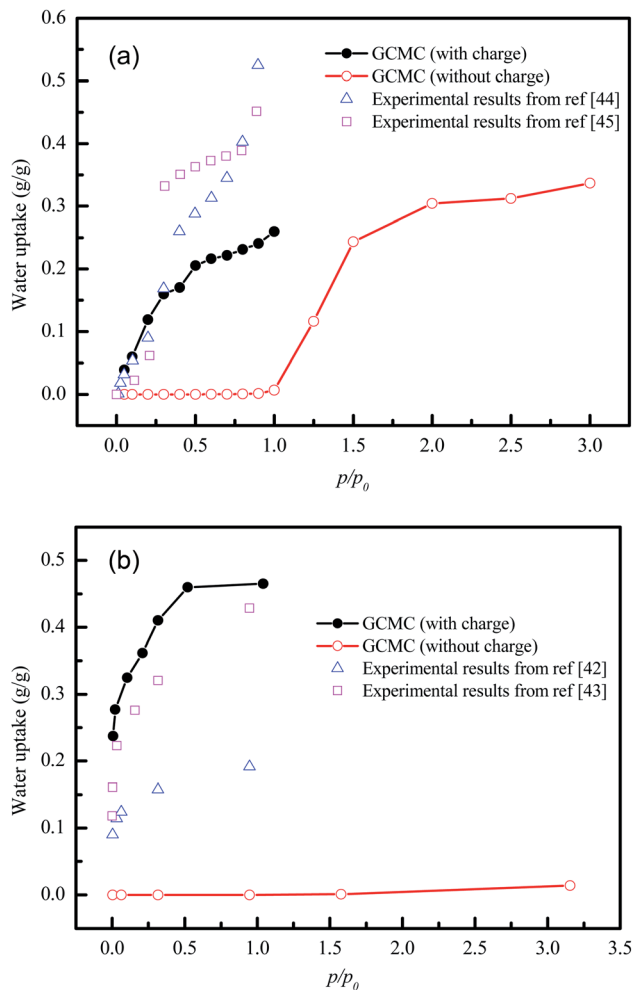 0.6
0.5
0.4
0.3
0.2
0.1
0.0
Water uptake (g/g)
(a)
GCMC (with charge)
GCMC (without charge)
Experimental results from ref [44]
Experimental results from ref [45]
0.0 0.5 1.0 1.5 2.0 2.5 3.0
p/p0
0.5
0.4
0.3
0.2
0.1
0.0
Water uptake (g/g)
(b)
GCMC (with charge)
GCMC (without charge)
Experimental results from ref [42]
Experimental results from ref [43]
0.0 0.5 1.0 1.5 2.0 2.5 3.0 3.5
p/p0